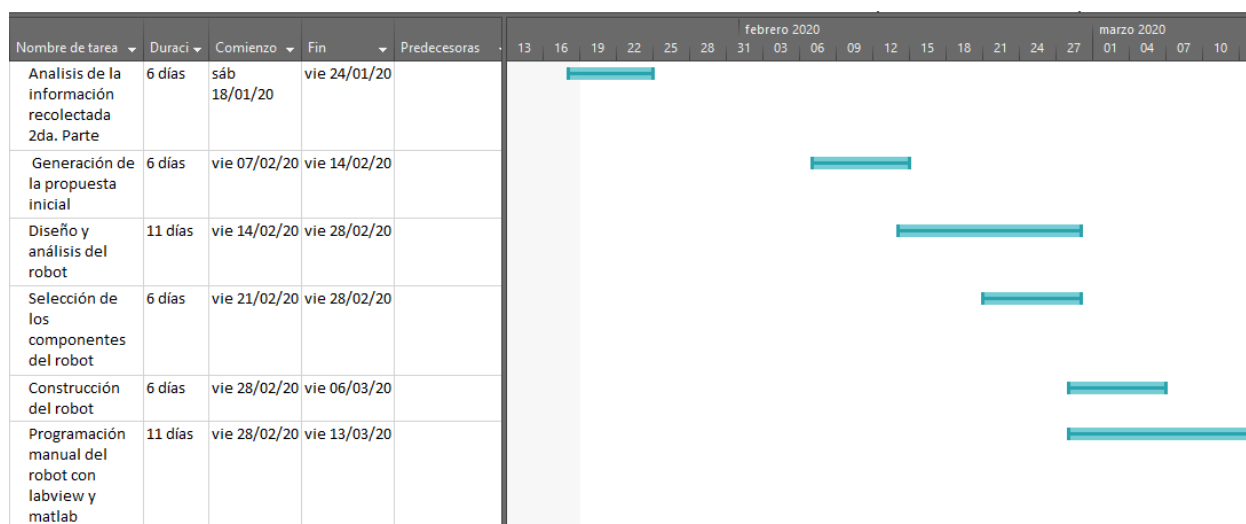 febrero 2020 marzo 2020
Nombre de tarea Duraci Comienzo Fin Predecesoras 13 16 19 22 25 28 31 03 06 09 12 15 18 21 24 27 01 04 07 10
Analisis de la 6 días sáb vie 24/01/20
información 18/01/20
recolectada
2da. Parte
Generación de 6 días vie 07/02/20 vie 14/02/20
la propuesta
inicial
Diseño y 11 días vie 14/02/20 vie 28/02/20
análisis del
robot
Selección de 6 días vie 21/02/20 vie 28/02/20
los
componentes
del robot
Construcción 6 días vie 28/02/20 vie 06/03/20
del robot
Programación 11 días vie 28/02/20 vie 13/03/20
manual del
robot con
labview y
matlab